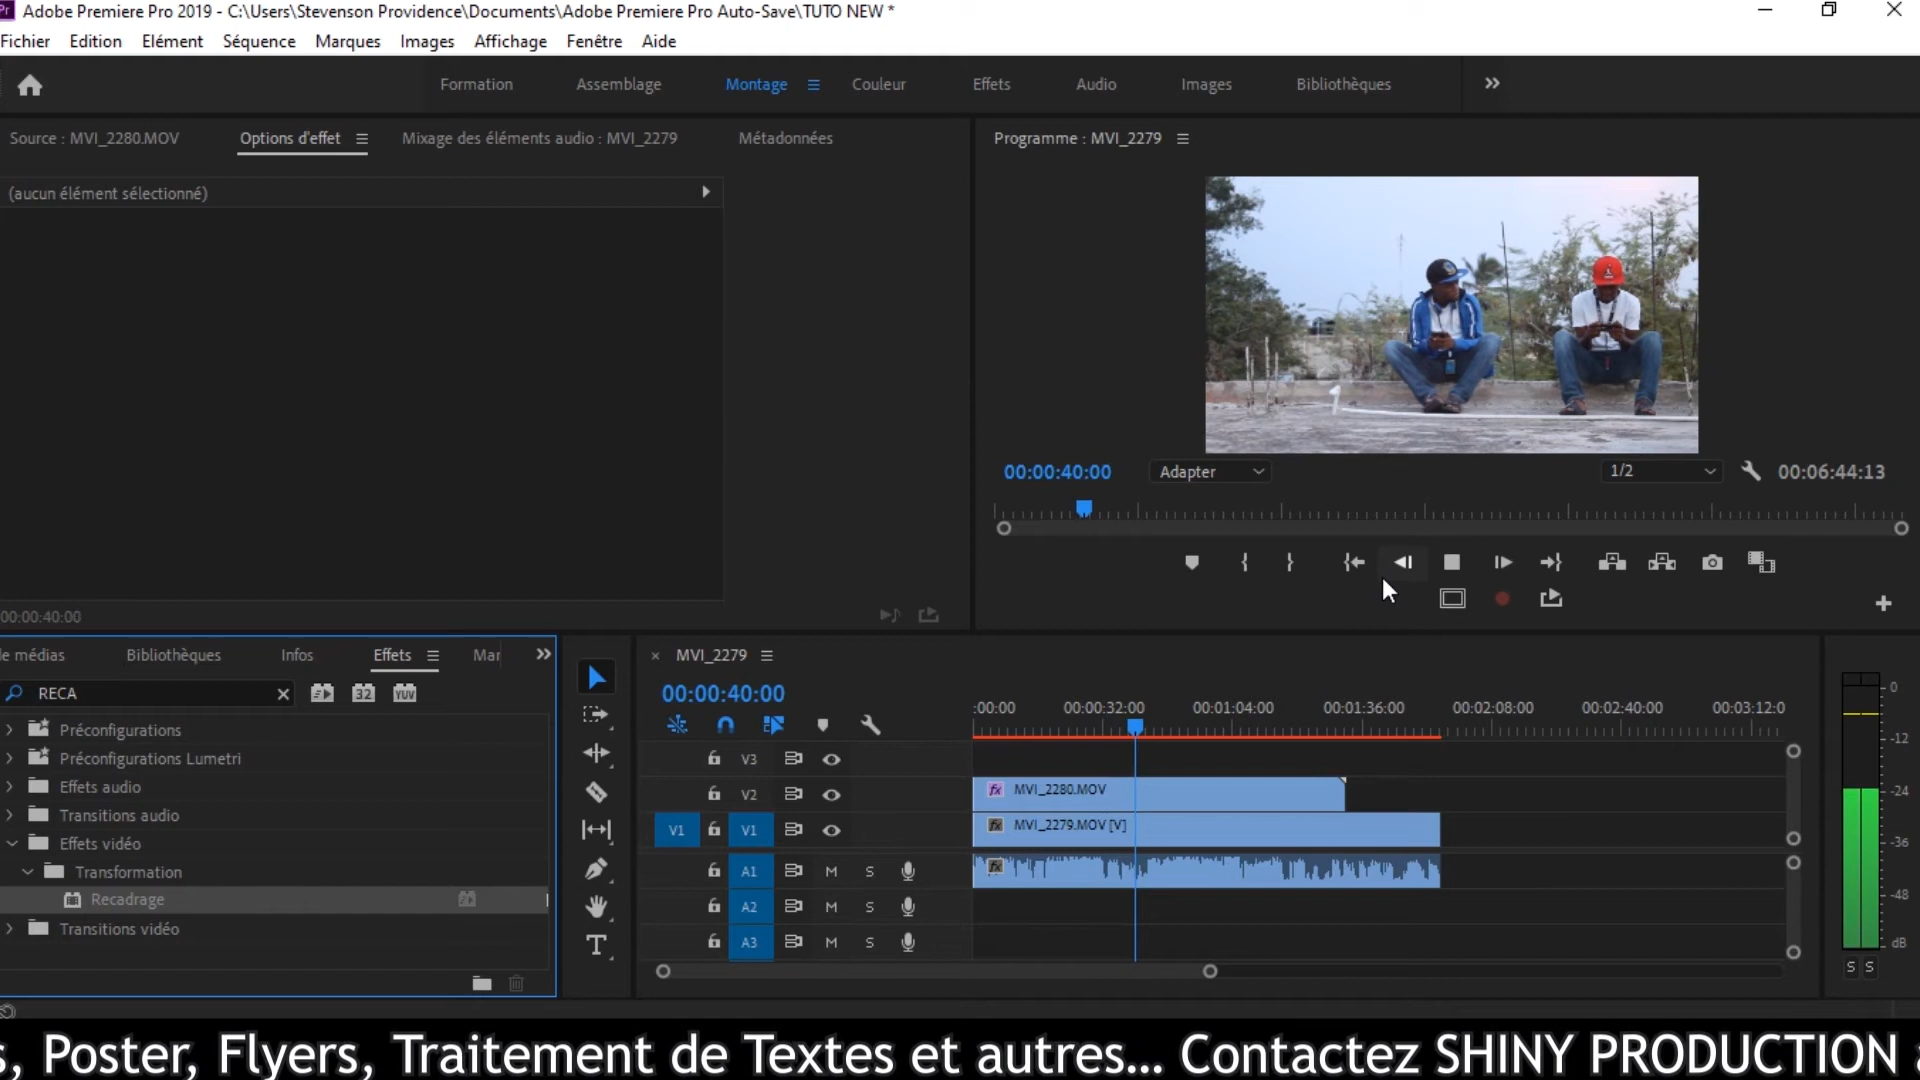 Adobe Premiere Pro 2019 - C:\Users\Stevenson Providence\Documents\Adobe Premiere Pro Auto-Save\TUTO NEW *
Fichier Edition Elément Séquence Marques Images Affichage Fenêtre Aide
Formation Assemblage Montage Couleur Effets Audio Images Bibliothèques
Source : MVI_2280.MOV Options d'effet Mixage des éléments audio : MVI_2279 Métadonnées
Programme : MVI_2279
(aucun élément sélectionné)
00:00:40:00 Adapter 1/2 00:06:44:13
00:00:40:00
de médias Bibliothèques Infos Effets Mar
RECA
32 YUV
Préconfigurations
Préconfigurations Lumetri
Effets audio
Transitions audio
Effets vidéo
Transformation
Recadrage
Transitions vidéo
MVI_2279
00:00:40:00
:00:00 00:00:32:00 00:01:04:00 00:01:36:00 00:02:08:00 00:02:40:00 00:03:12:0
V3
V2 fx MVI_2280.MOV
V1 V1 fx MVI_2279.MOV [V]
A1 M S fx
A2 M S
A3 M S
0
-12
-24
-36
-48
dB
S S
s, Poster, Flyers, Traitement de Textes et autres... Contactez SHINY PRODUCTION a